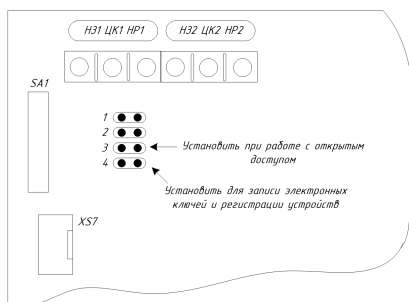 НЗ1 ЦК1 НР1 НЗ2 ЦК2 НР2
SA1
1
2
3
4
Установить при работе с открытым
доступом
Установить для записи электронных
ключей и регистрации устройств
XS7